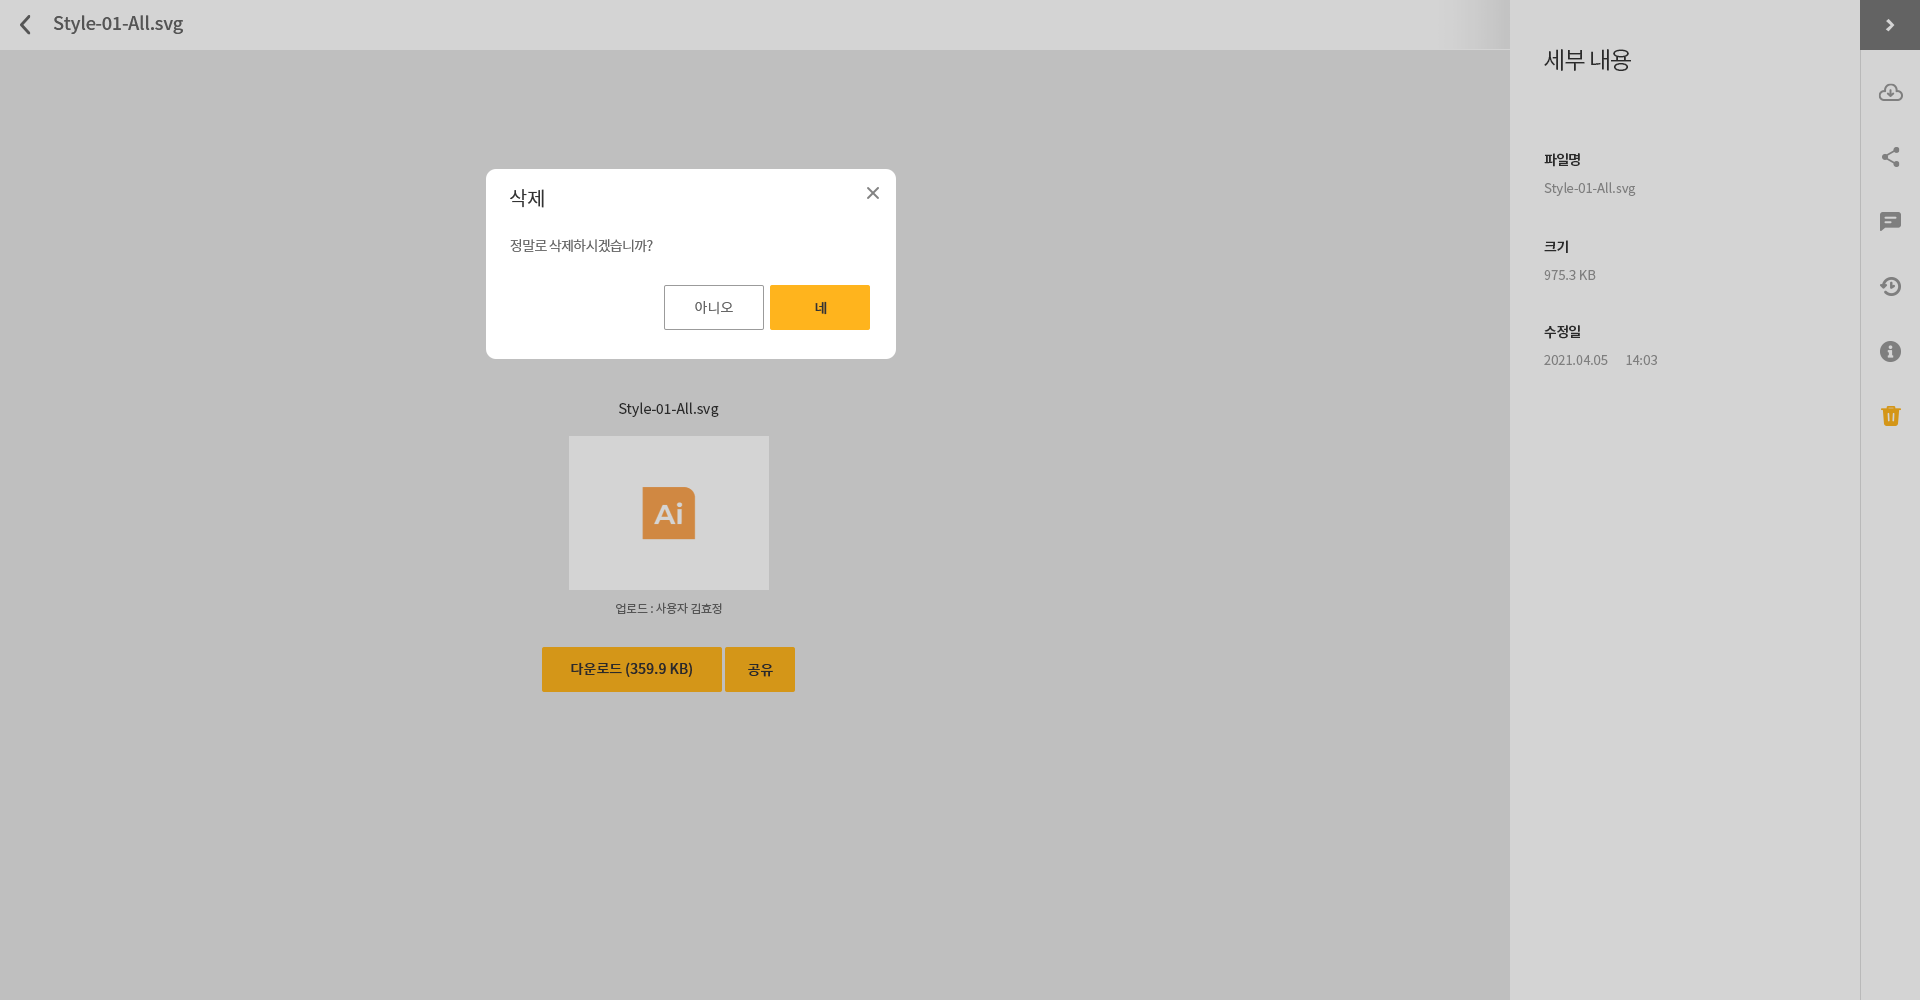 Style-01-All.svg
삭제
정말로 삭제하시겠습니까?
아니오
네
Style-01-All.svg
Ai
업로드 : 사용자 김효정
다운로드 (359.9 KB)
공유
세부 내용
파일명
Style-01-All.svg
크기
975.3 KB
수정일
2021.04.05 14:03